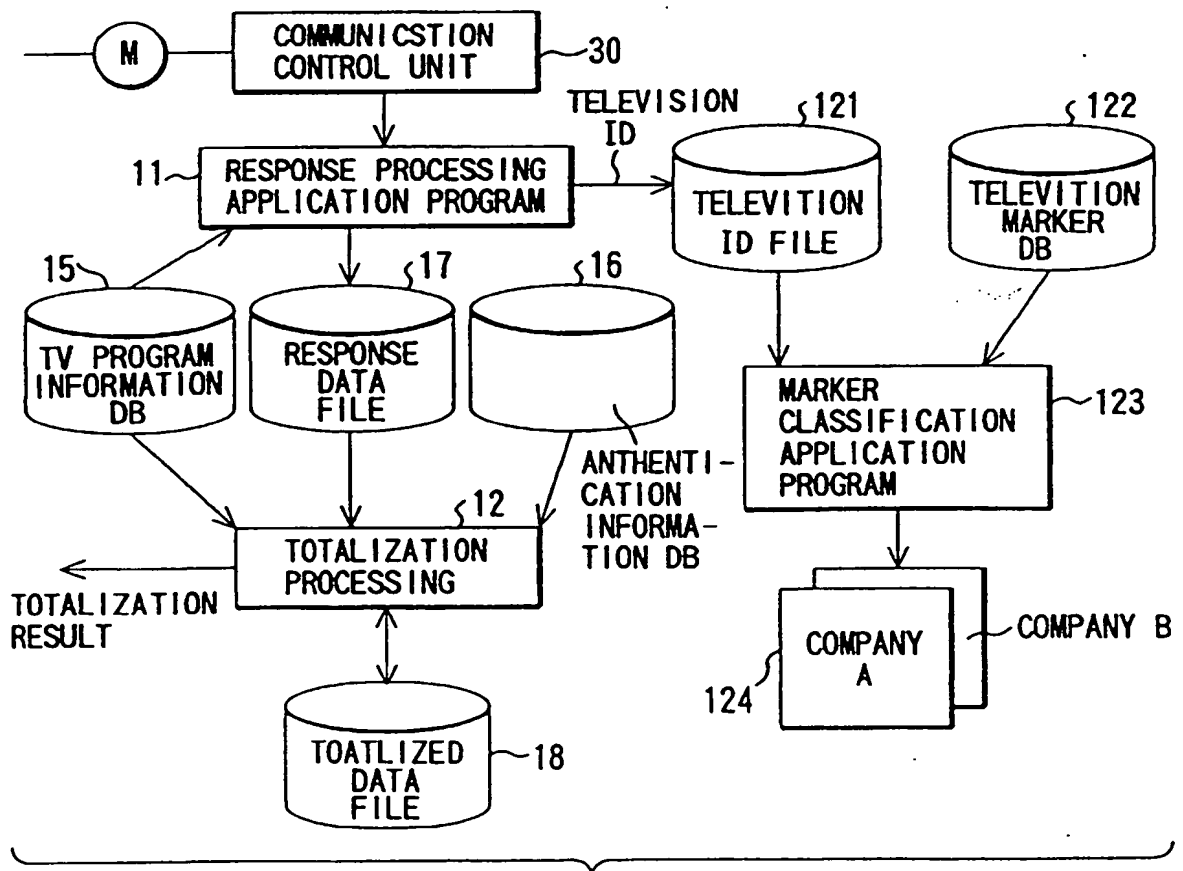 M
COMMUNICSTION
CONTROL UNIT
30
TELEVISION
ID
121
122
11
RESPONSE PROCESSING
APPLICATION PROGRAM
TELEVITION
ID FILE
TELEVITION
MARKER
DB
15
17
16
TV PROGRAM
INFORMATION
DB
RESPONSE
DATA
FILE
MARKER
CLASSIFICATION
APPLICATION
PROGRAM
123
ANTHENTI-
CATION
INFORMA-
TION DB
12
TOTALIZATION
PROCESSING
TOTALIZATION
RESULT
COMPANY
A
COMPANY B
124
TOATLIZED
DATA
FILE
18